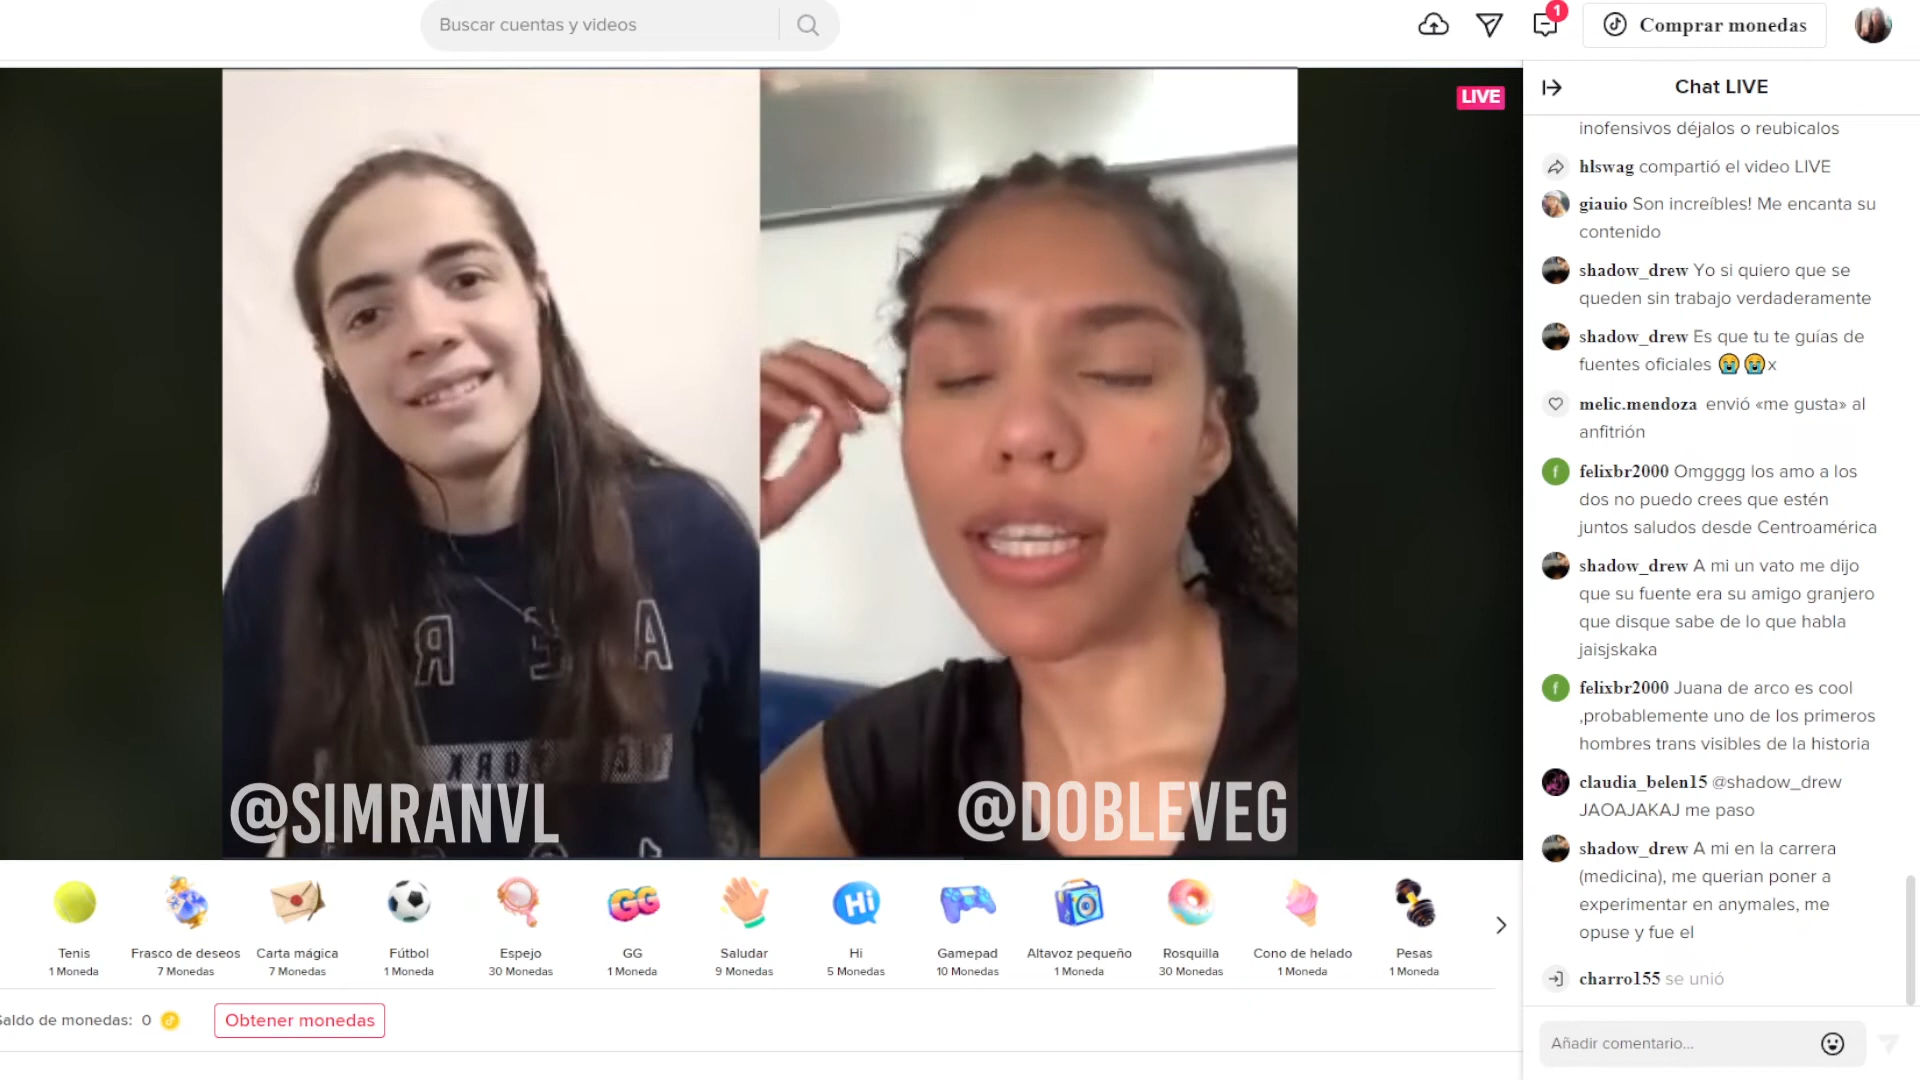 Buscar cuentas y videos
1
Comprar monedas
LIVE
Chat LIVE
inofensivos déjalos o reubicalos
hlswag compartió el video LIVE
giauio Son increíbles! Me encanta su
contenido
shadow_drew Yo si quiero que se
queden sin trabajo verdaderamente
shadow_drew Es que tu te guías de
fuentes oficiales 😭😭x
melic.mendoza envió «me gusta» al
anfitrión
f felixbr2000 Omgggg los amo a los
dos no puedo crees que estén
juntos saludos desde Centroamérica
shadow_drew A mi un vato me dijo
que su fuente era su amigo granjero
que disque sabe de lo que habla
jaisjskaka
f felixbr2000 Juana de arco es cool
,probablemente uno de los primeros
hombres trans visibles de la historia
claudia_belen15 @shadow_drew
JAOAJAKAJ me paso
shadow_drew A mi en la carrera
(medicina), me querian poner a
experimentar en anymales, me
opuse y fue el
charro155 se unió
Añadir comentario...
@SIMRANVL
@DOBLEVEG
GG
Hi
Tenis
1 Moneda
Frasco de deseos
7 Monedas
Carta mágica
7 Monedas
Fútbol
1 Moneda
Espejo
30 Monedas
GG
1 Moneda
Saludar
9 Monedas
Hi
5 Monedas
Gamepad
10 Monedas
Altavoz pequeño
1 Moneda
Rosquilla
30 Monedas
Cono de helado
1 Moneda
Pesas
1 Moneda
Saldo de monedas: 0
Obtener monedas